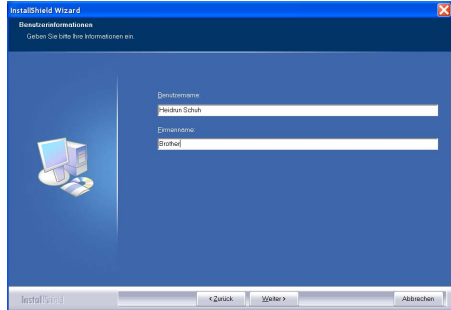 InstallShield Wizard
Benutzerinformationen
Geben Sie bitte Ihre Informationen ein.
Benutzername:
Heidrun Schuh
Firmenname:
Brother
InstallShield
< Zurück
Weiter >
Abbrechen